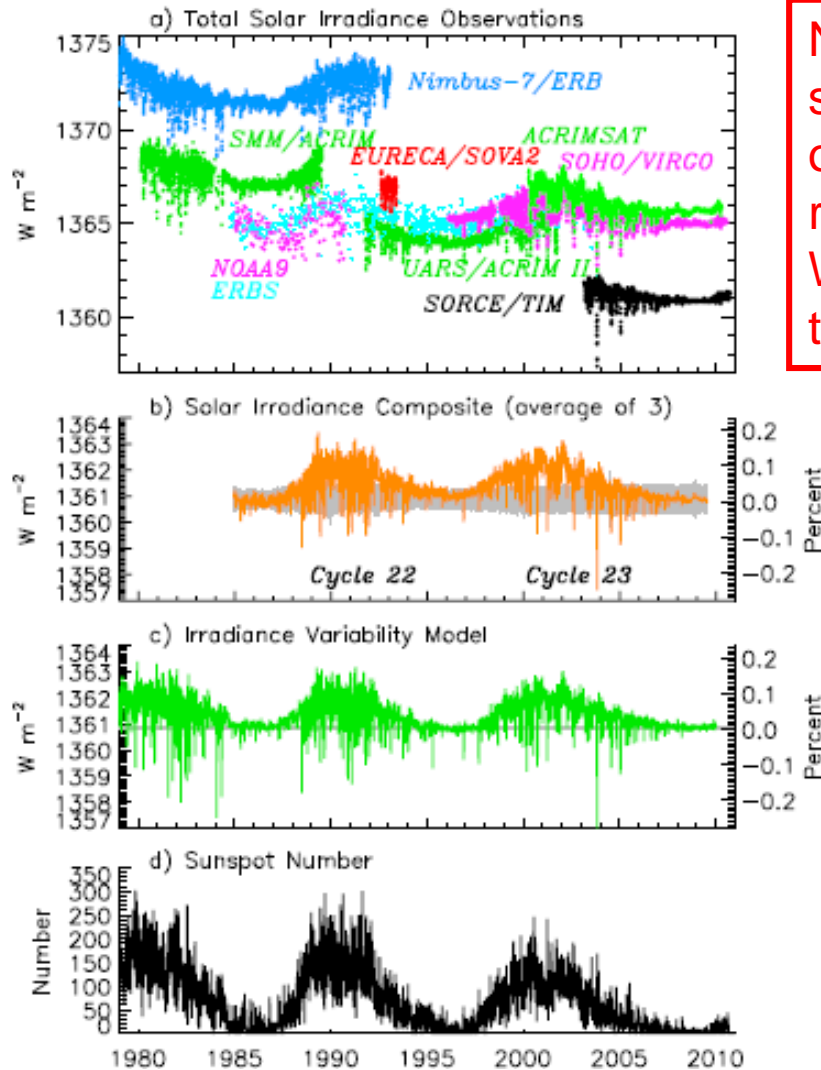 a) Total Solar Irradiance Observations
1375
1370
1365
1360
W m⁻²
Nimbus-7/ERB
SMM/ACRIM
ACRIMSAT
EURECA/SOVA2
SOHO/VIRGO
NOAA9
UARS/ACRIM II
ERBS
SORCE/TIM
b) Solar Irradiance Composite (average of 3)
1364
1363
1362
1361
1360
1359
1358
1357
W m⁻²
0.2
0.1
0.0
-0.1
-0.2
Percent
Cycle 22
Cycle 23
c) Irradiance Variability Model
1364
1363
1362
1361
1360
1359
1358
1357
W m⁻²
0.2
0.1
0.0
-0.1
-0.2
Percent
d) Sunspot Number
350
300
250
200
150
100
50
0
Number
1980 1985 1990 1995 2000 2005 2010